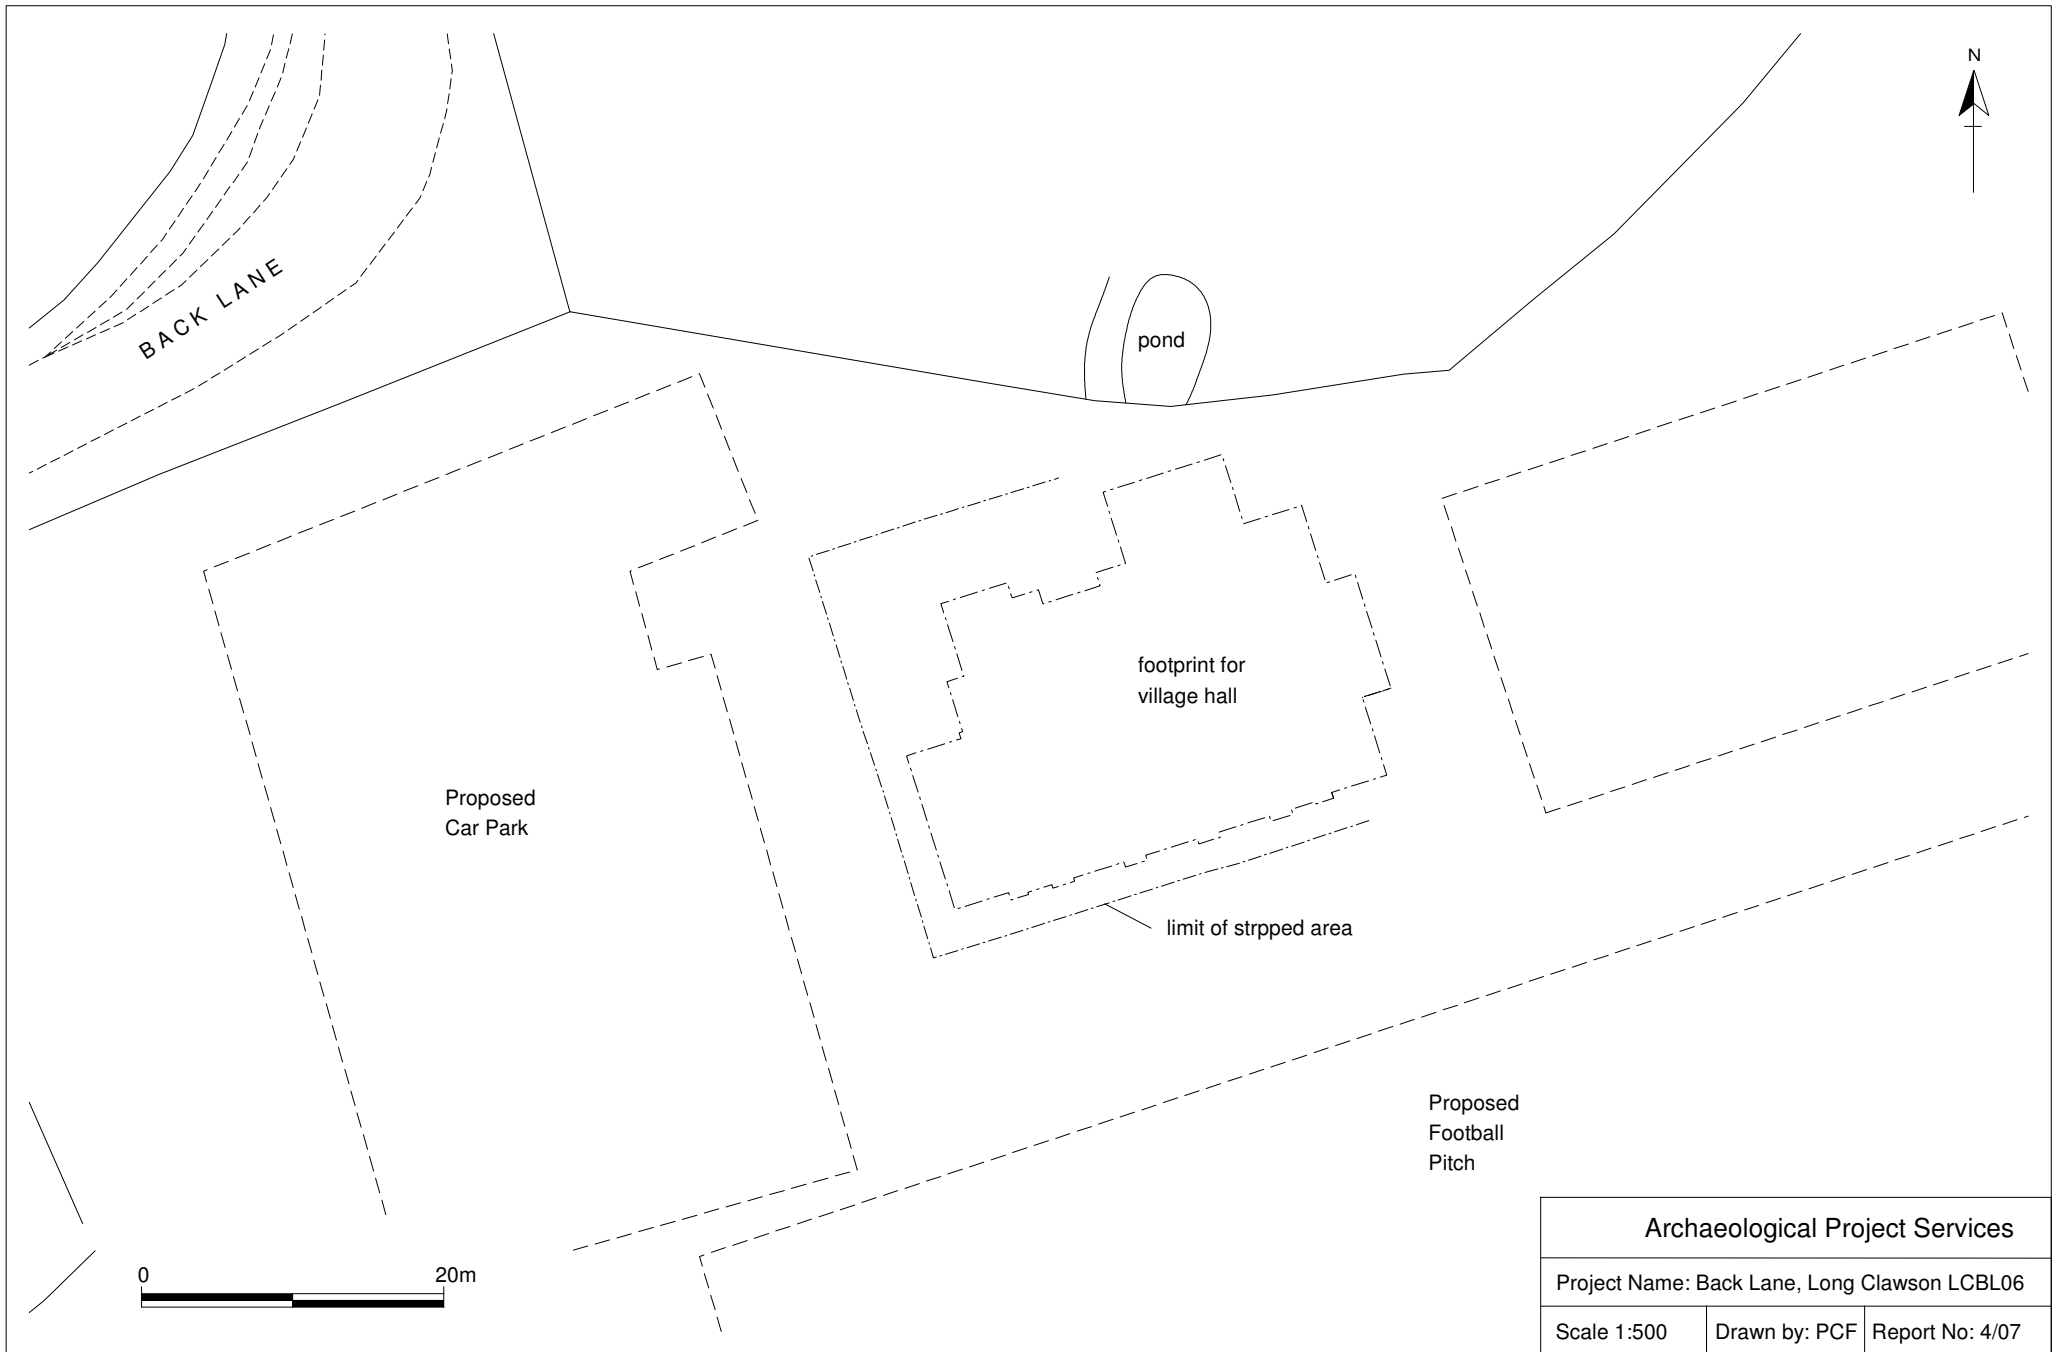 N
BACK LANE
pond
footprint for
village hall
Proposed
Car Park
limit of strpped area
Proposed
Football
Pitch
0 20m
Archaeological Project Services
Project Name: Back Lane, Long Clawson LCBL06
Scale 1:500 Drawn by: PCF Report No: 4/07